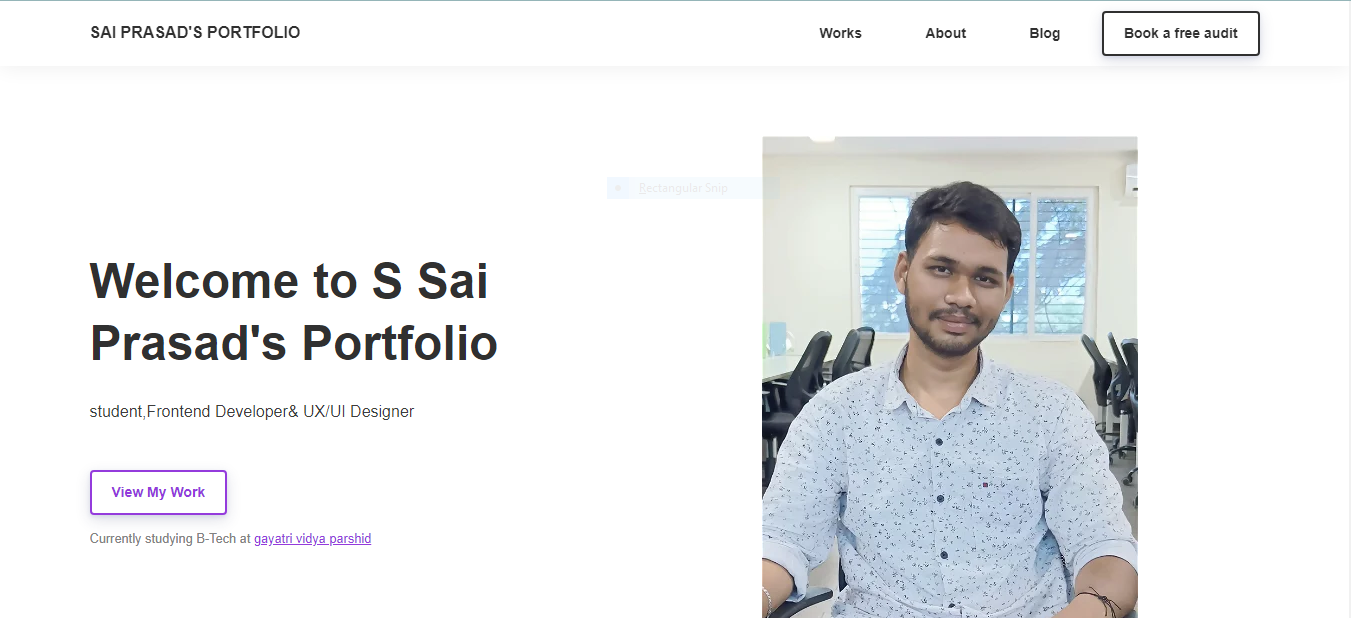 SAI PRASAD'S PORTFOLIO
Works
About
Blog
Book a free audit
Rectangular Snip
Welcome to S Sai
Prasad's Portfolio
student,Frontend Developer& UX/UI Designer
View My Work
Currently studying B-Tech at gayatri vidya parshid